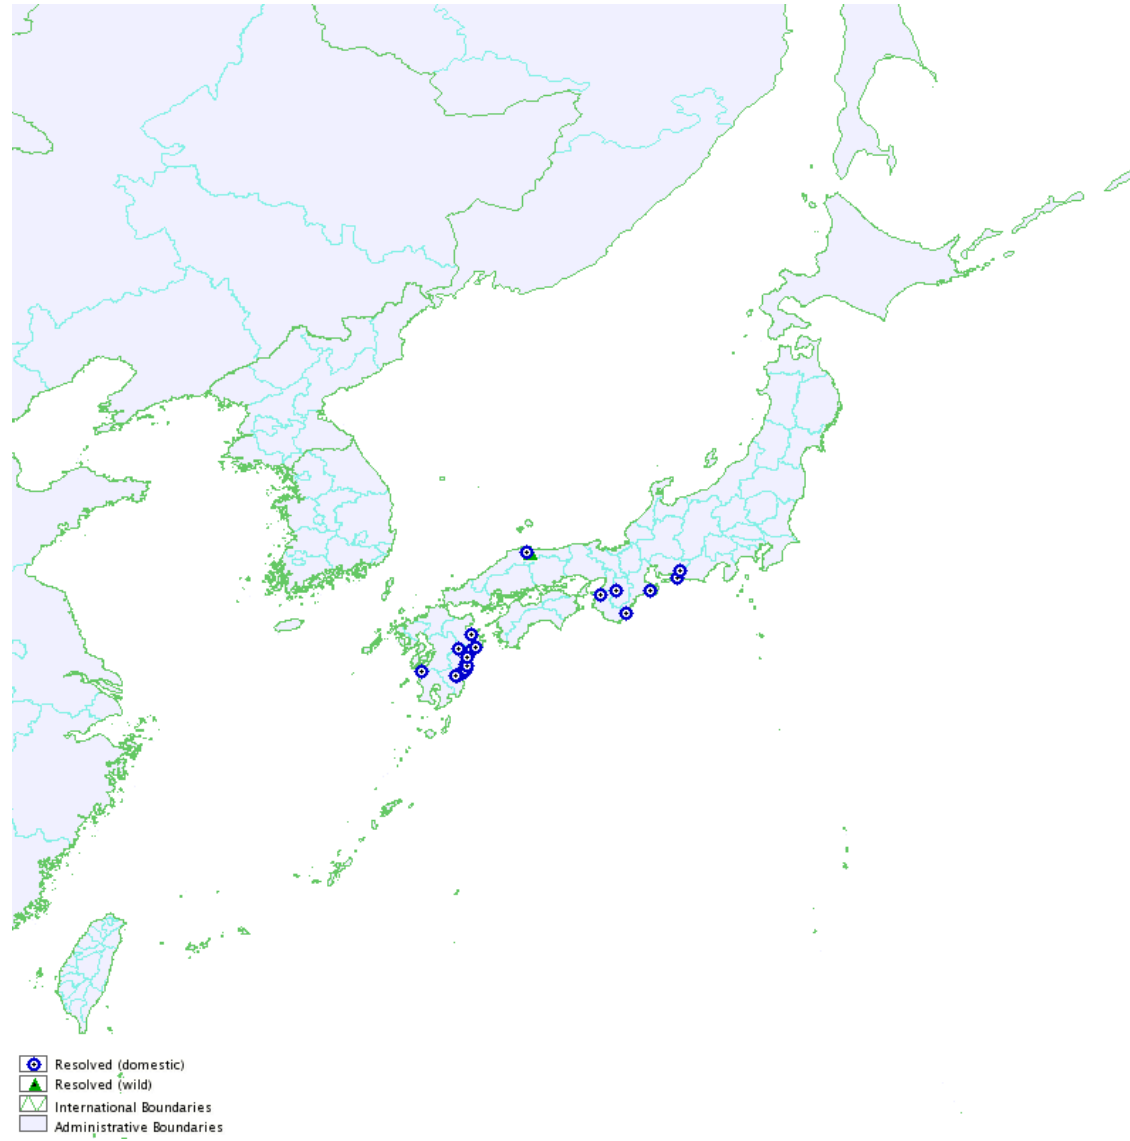 Resolved (domestic)
Resolved (wild)
International Boundaries
Administrative Boundaries